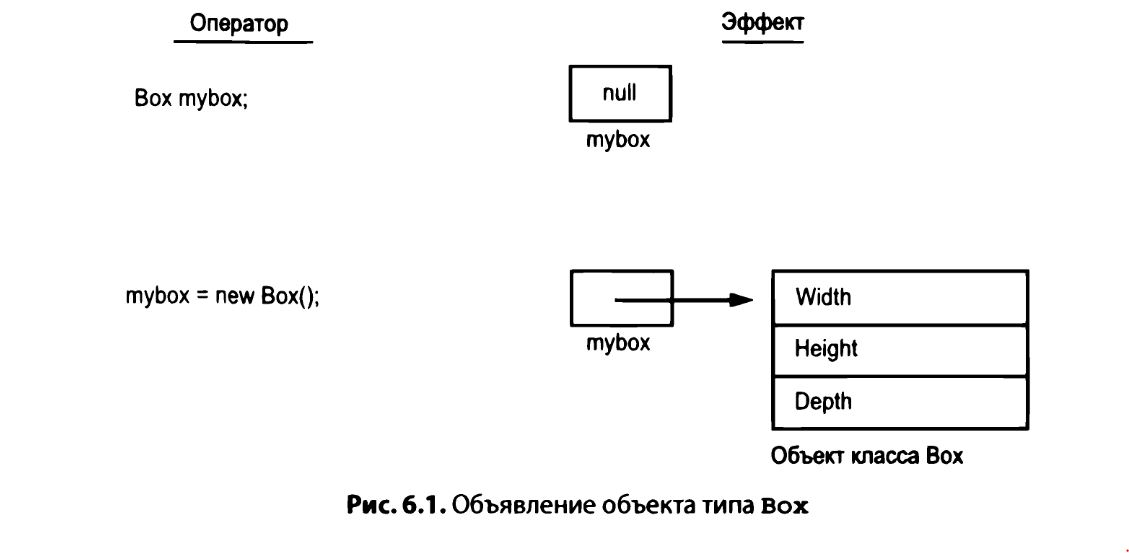 Оператор
Эффект
Box mybox;
null
mybox
mybox = new Box();
mybox
Width
Height
Depth
Объект класса Box
Рис. 6.1. Объявление объекта типа Box